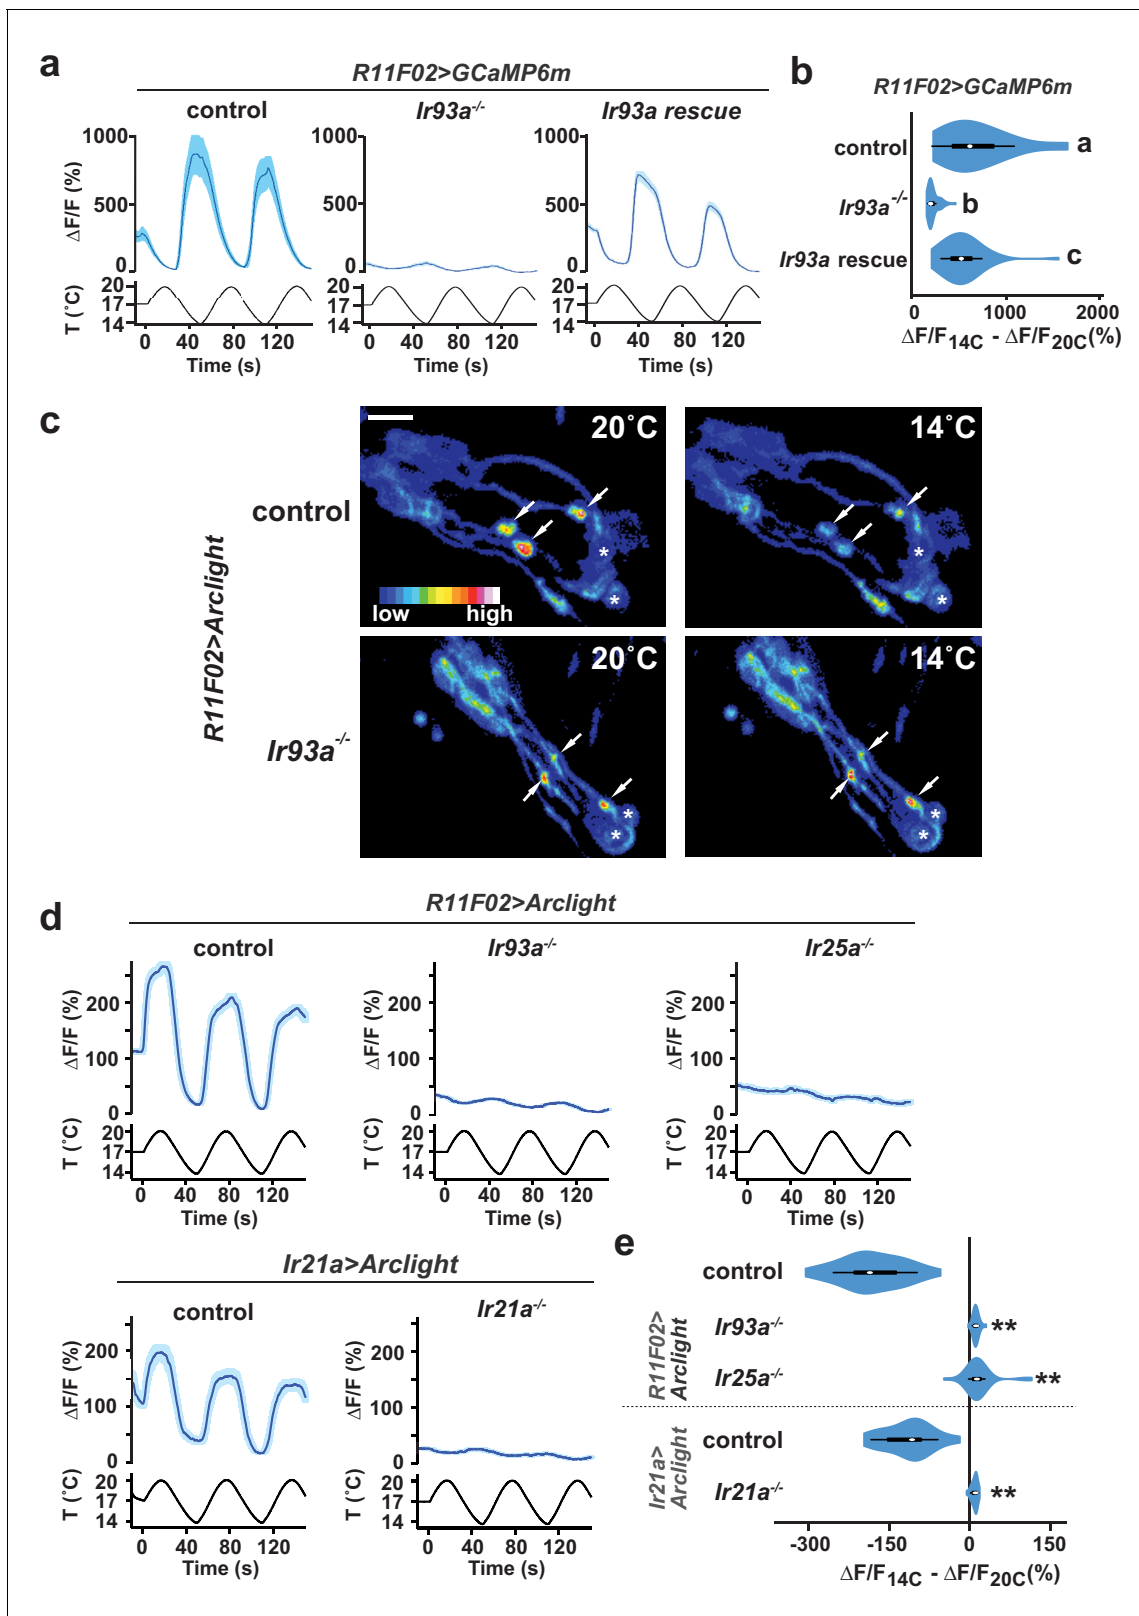 a
R11F02>GCaMP6m
control Ir93a-/- Ir93a rescue
1000 1000 1000
ΔF/F (%)
500 500 500
0 0 0
T (˚C)
20 20 20
17 17 17
14 14 14
0 40 80 120 0 40 80 120 0 40 80 120
Time (s) Time (s) Time (s)
b
R11F02>GCaMP6m
control a
Ir93a-/- b
Ir93a rescue c
0 1000 2000
ΔF/F14C - ΔF/F20C(%)
c
R11F02>Arclight
control
20˚C 14˚C
low high
Ir93a-/-
20˚C 14˚C
* * * *
* * * *
d
R11F02>Arclight
control Ir93a-/- Ir25a-/-
ΔF/F (%) ΔF/F (%) ΔF/F (%)
200 200 200
100 100 100
0 0 0
T (˚C) T (˚C) T (˚C)
20 20 20
17 17 17
14 14 14
0 40 80 120 0 40 80 120 0 40 80 120
Time (s) Time (s) Time (s)
Ir21a>Arclight
control Ir21a-/-
ΔF/F (%) ΔF/F (%)
200 200
100 100
0 0
T (˚C) T (˚C)
20 20
17 17
14 14
0 40 80 120 0 40 80 120
Time (s) Time (s)
e
R11F02>
Arclight
control
Ir93a-/- **
Ir25a-/- **
Ir21a>
Arclight
control
Ir21a-/- **
-300 -150 0 150
ΔF/F14C - ΔF/F20C(%)